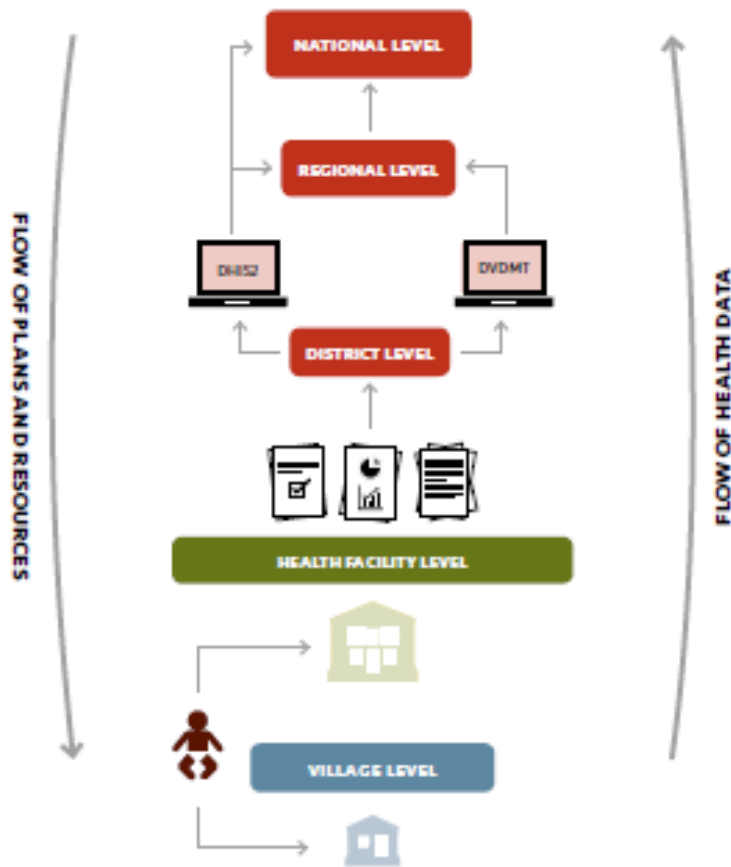 NATIONAL LEVEL
REGIONAL LEVEL
DHIS2
DVDMT
DISTRICT LEVEL
HEALTH FACILITY LEVEL
VILLAGE LEVEL
FLOW OF PLANS AND RESOURCES
FLOW OF HEALTH DATA